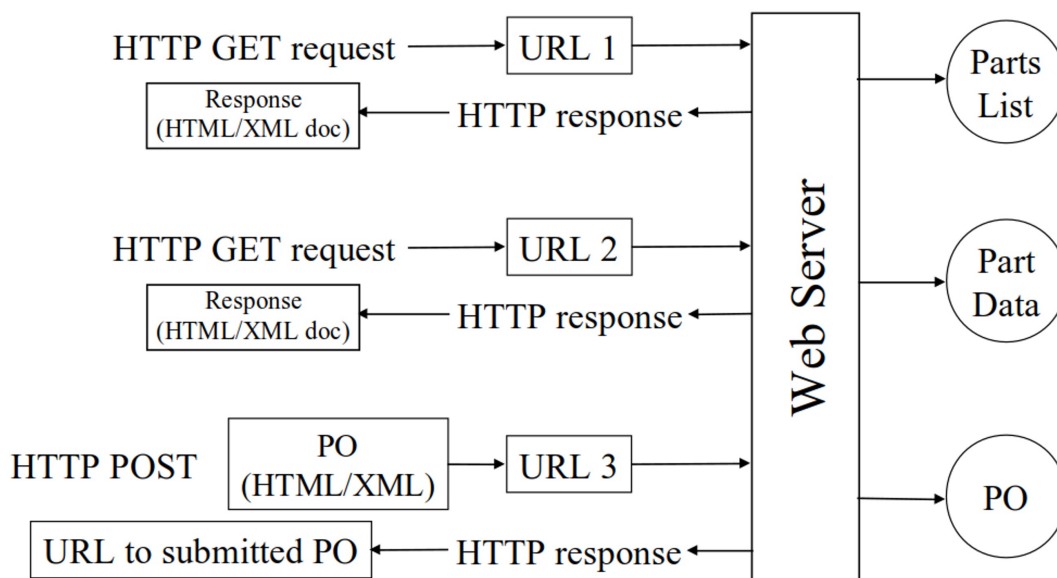 HTTP GET request
URL 1
Response
(HTML/XML doc)
HTTP response
Parts
List
HTTP GET request
URL 2
Response
(HTML/XML doc)
HTTP response
Part
Data
Web Server
HTTP POST
PO
(HTML/XML)
URL 3
PO
URL to submitted PO
HTTP response